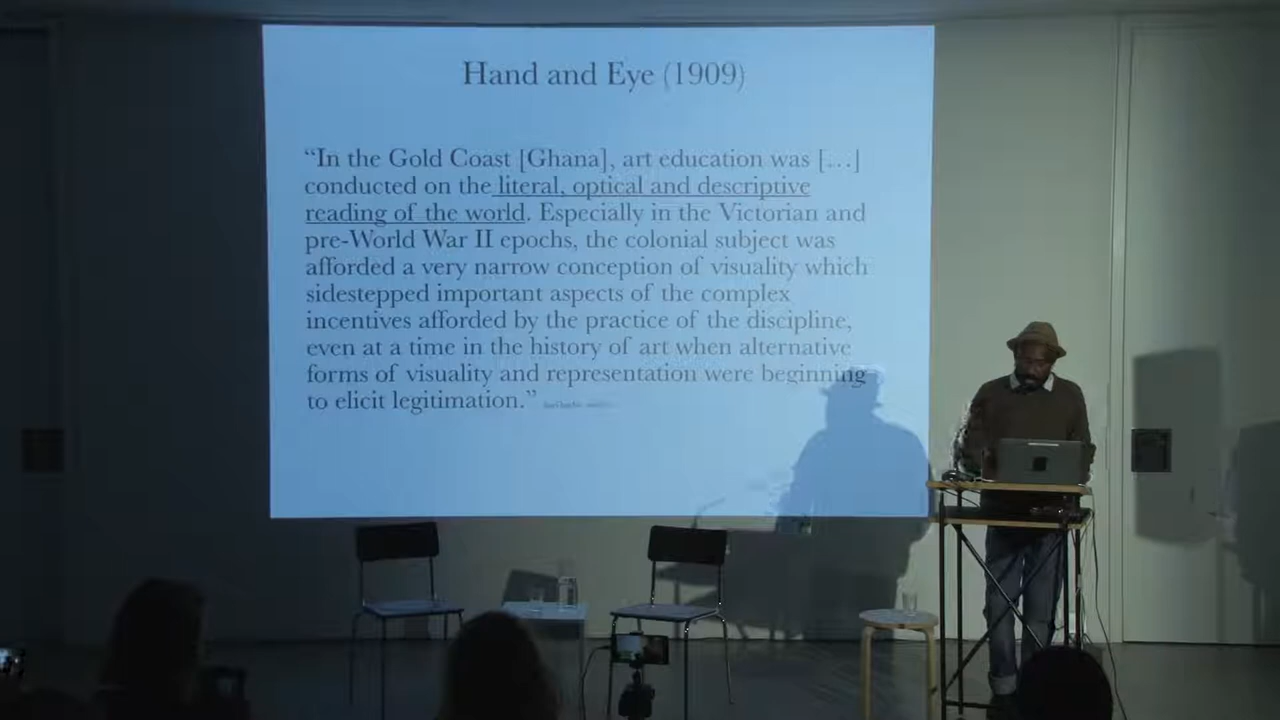 Hand and Eye (1909)
“In the Gold Coast [Ghana], art education was […]
conducted on the literal, optical and descriptive
reading of the world. Especially in the Victorian and
pre-World War II epochs, the colonial subject was
afforded a very narrow conception of visuality which
sidestepped important aspects of the complex
incentives afforded by the practice of the discipline,
even at a time in the history of art when alternative
forms of visuality and representation were beginning
to elicit legitimation.”